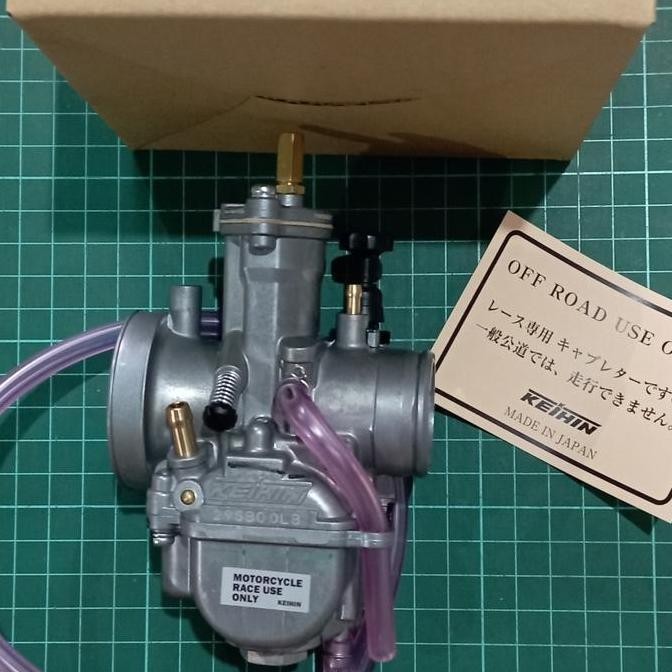 OFF ROAD USE O
レース専用 キャブレターです
一般公道では、走行できません。
KEIHIN
MADE IN JAPAN
KEIHIN
MOTORCYCLE
RACE USE
ONLY KEIHIN